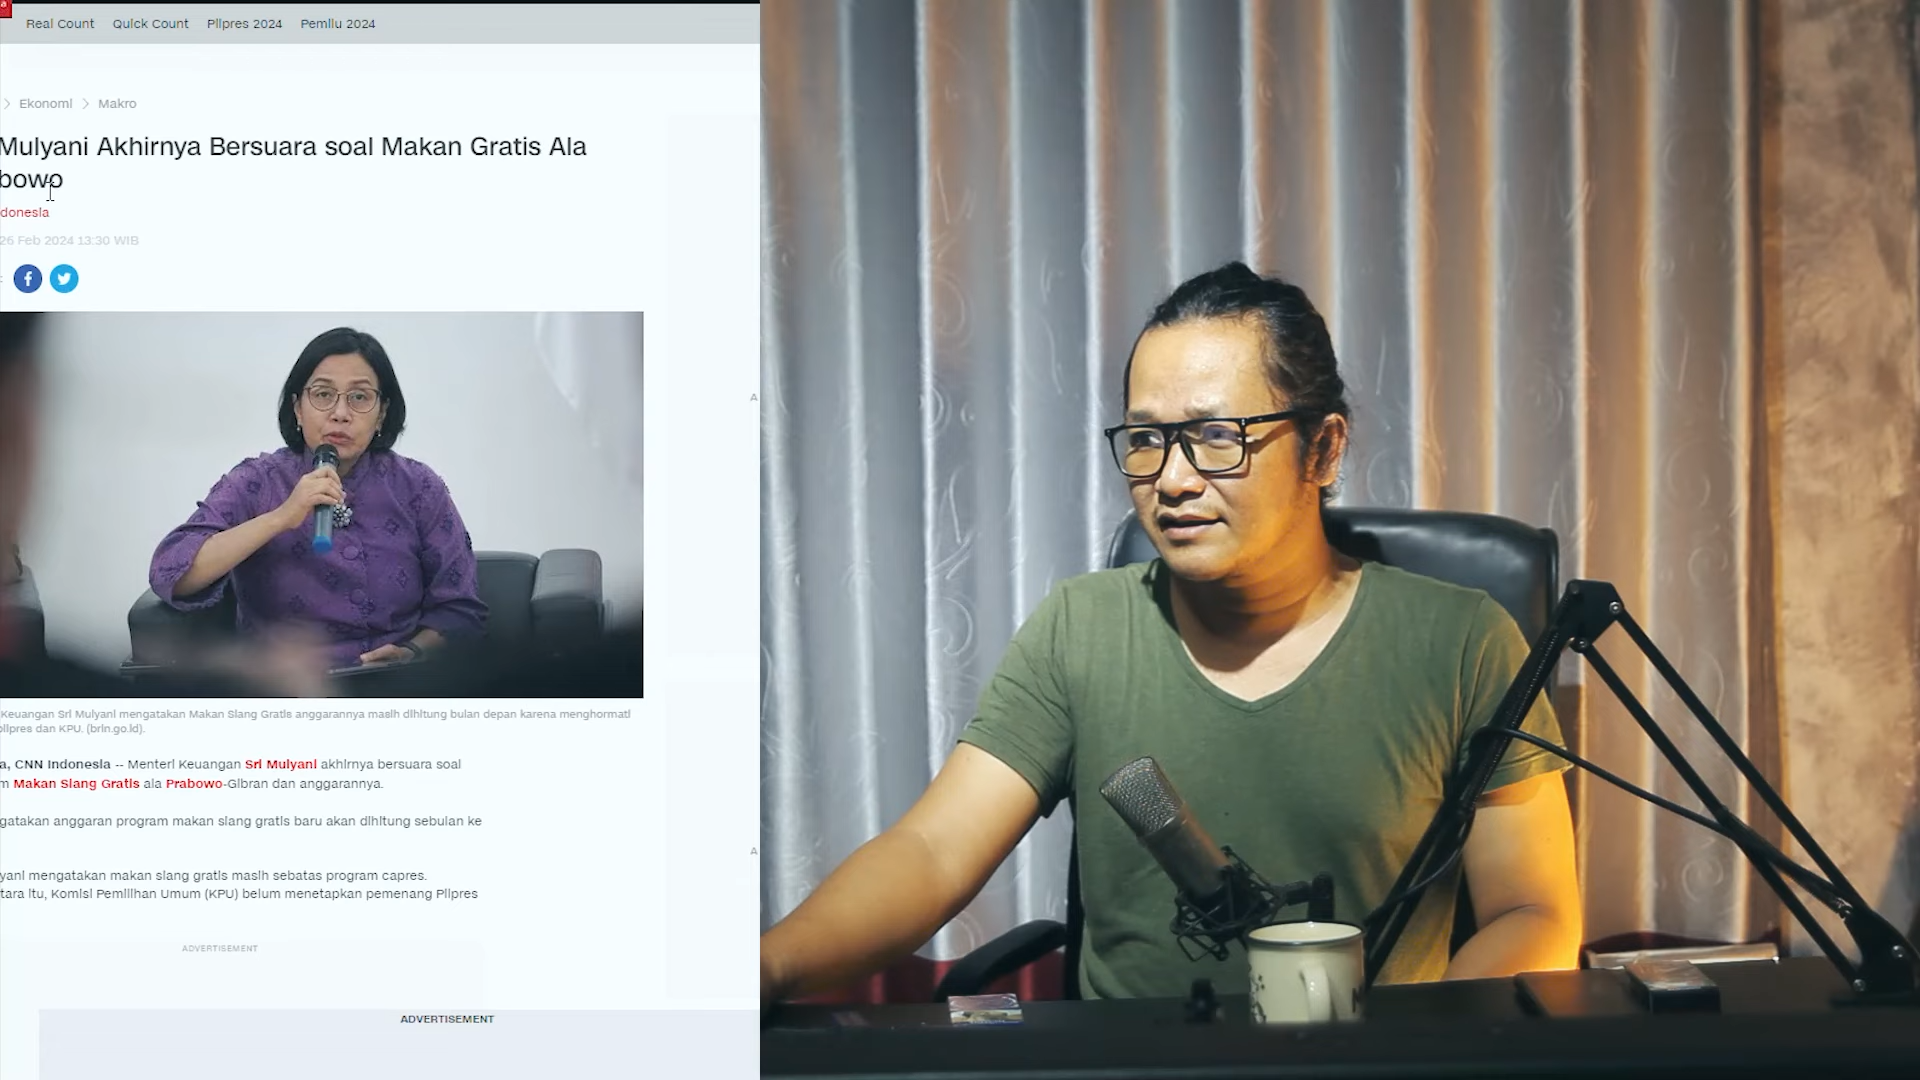 Real Count Quick Count Pilpres 2024 Pemilu 2024
Ekonomi Makro
Mulyani Akhirnya Bersuara soal Makan Gratis Ala
bowo
donesia
26 Feb 2024 13:30 WIB
Keuangan Sri Mulyani mengatakan Makan Siang Gratis anggarannya masih dihitung bulan depan karena menghormati
pilpres dan KPU. (brin.go.id).
a, CNN Indonesia -- Menteri Keuangan Sri Mulyani akhirnya bersuara soal
m Makan Siang Gratis ala Prabowo-Gibran dan anggarannya.
gatakan anggaran program makan siang gratis baru akan dihitung sebulan ke
yani mengatakan makan siang gratis masih sebatas program capres.
tara itu, Komisi Pemilihan Umum (KPU) belum menetapkan pemenang Pilpres
ADVERTISEMENT
ADVERTISEMENT